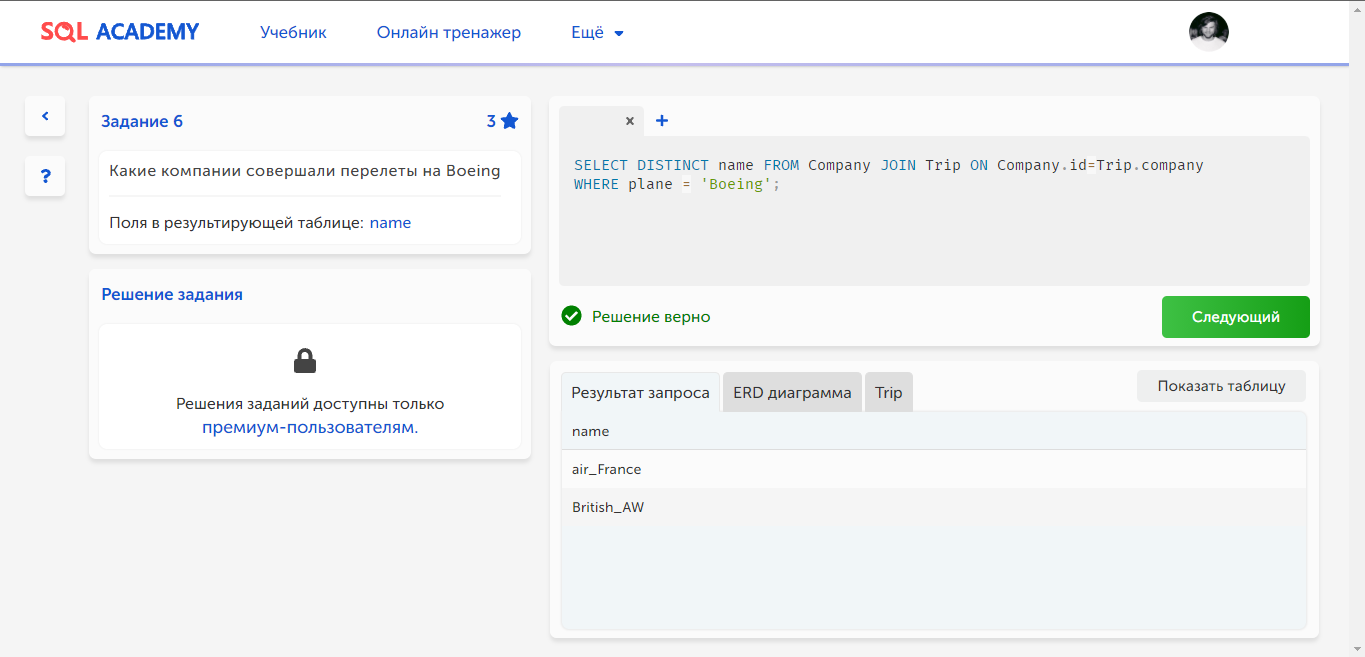 SQL ACADEMY
Учебник
Онлайн тренажер
Ещё
Задание 6
3
Какие компании совершали перелеты на Boeing
Поля в результирующей таблице: name
Решение задания
Решения заданий доступны только
премиум-пользователям.
?
×
+
SELECT DISTINCT name FROM Company JOIN Trip ON Company.id=Trip.company
WHERE plane = 'Boeing';
Решение верно
Следующий
Результат запроса
ERD диаграмма
Trip
Показать таблицу
name
air_France
British_AW